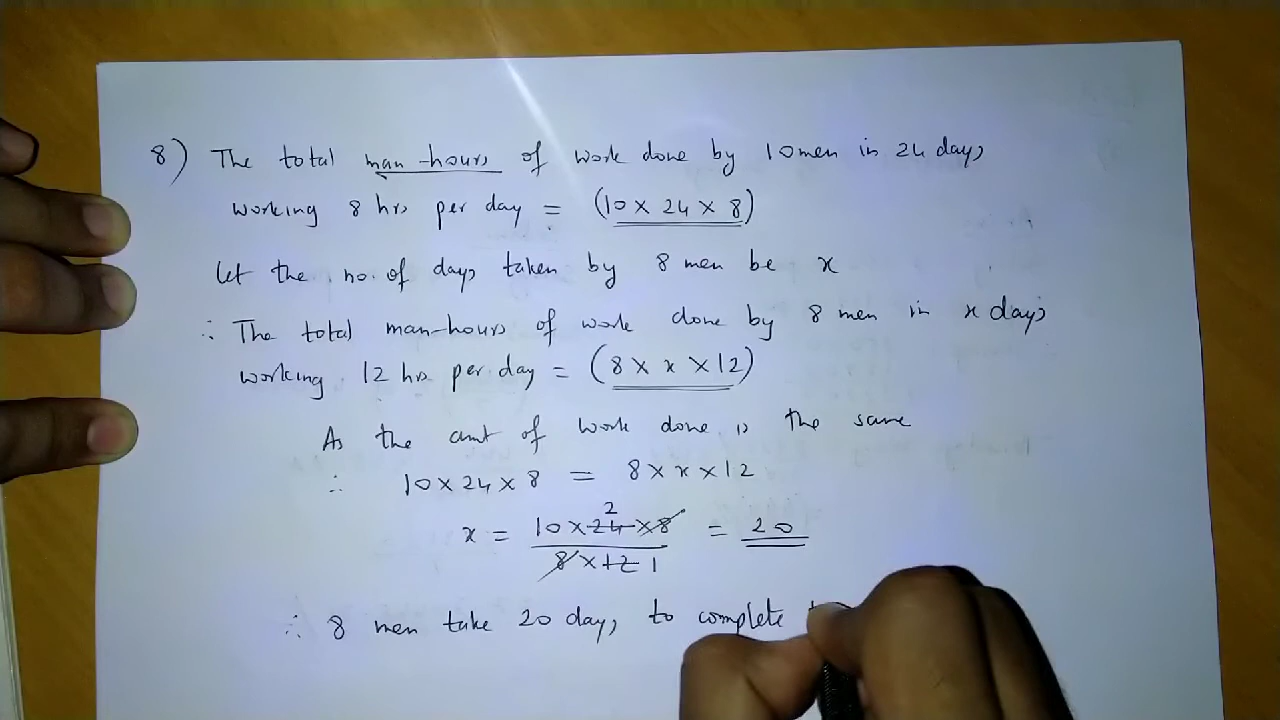 8) The total man-hours of work done by 10 men in 24 days
working 8 hrs per day = (10 × 24 × 8)
let the no. of days taken by 8 men be x
∴ The total man-hours of work done by 8 men in x days
working 12 hrs per day = (8 × x × 12)
As the amt of work done is the same
∴ 10 × 24 × 8 = 8 × x × 12
2
x = 10 × 24 × 8 = 20
8 × 12 1
∴ 8 men take 20 days to complete